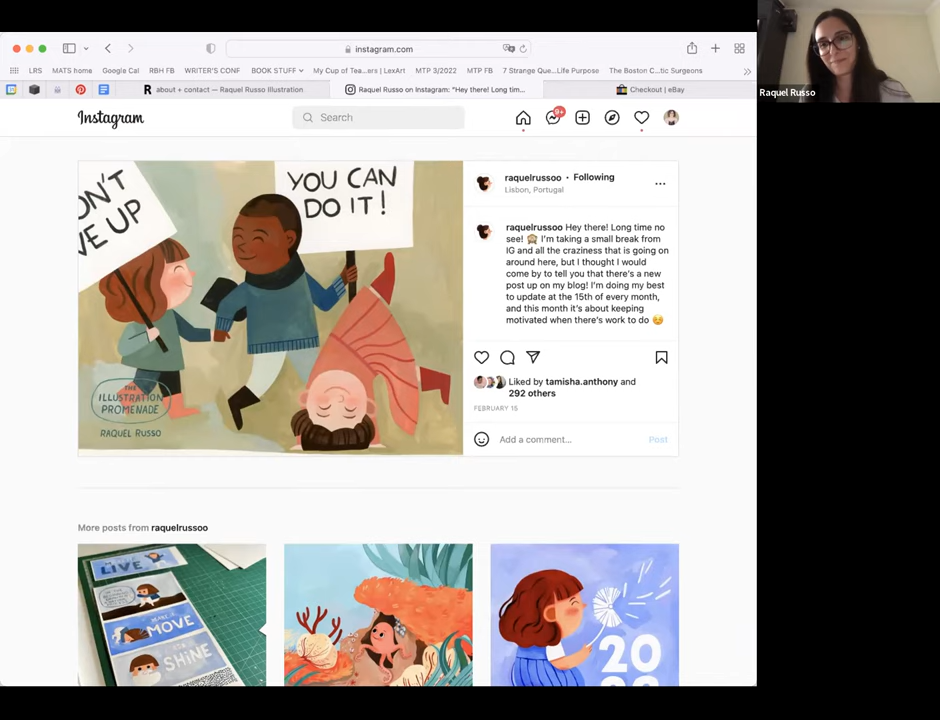 instagram.com
LRS MATS home Google Cal RBH FB WRITER'S CONF BOOK STUFF My Cup of Tea...ers | LexArt MTP 3/2022 MTP FB 7 Strange Que...Life Purpose The Boston C...tic Surgeons
about + contact — Raquel Russo Illustration
Raquel Russo on Instagram: "Hey there! Long tim...
Checkout | eBay
Raquel Russo
Instagram
Search
9+
ON'T
VE UP
YOU CAN
DO IT!
THE
ILLUSTRATION
PROMENADE
RAQUEL RUSSO
raquelrussoo • Following
Lisbon, Portugal
raquelrussoo Hey there! Long time no
see! 🙈 I'm taking a small break from
IG and all the craziness that is going on
around here, but I thought I would
come by to tell you that there's a new
post up on my blog! I'm doing my best
to update at the 15th of every month,
and this month it's about keeping
motivated when there's work to do ☺️
Liked by tamisha.anthony and
292 others
FEBRUARY 15
Add a comment... Post
More posts from raquelrussoo
LIVE
MAKE A
MOVE
SHINE
20